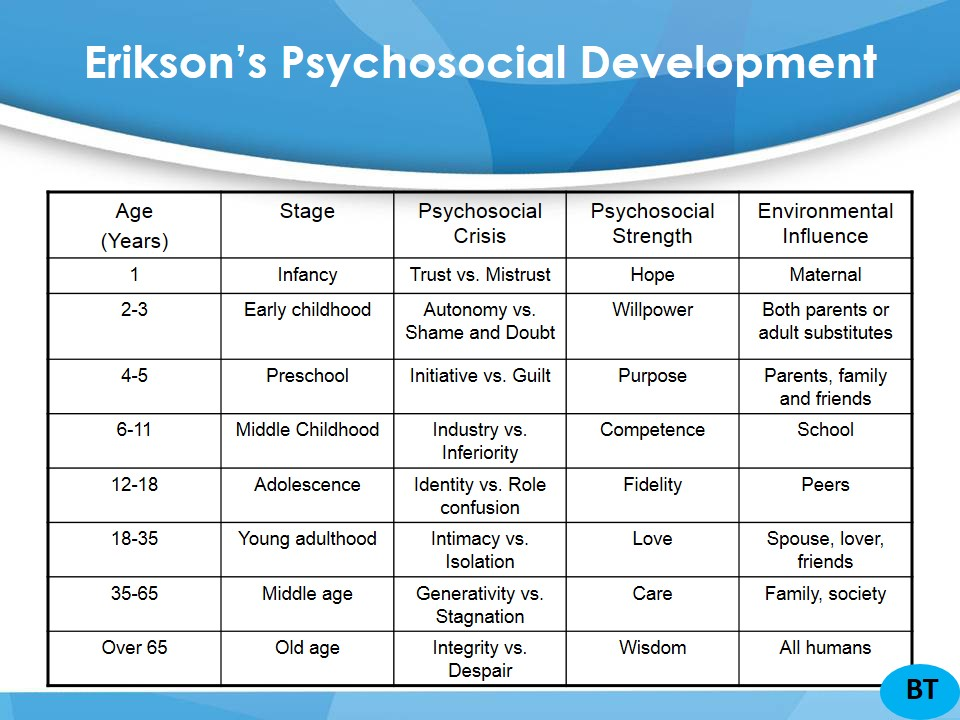 Erikson’s Psychosocial Development
Age
(Years)
Stage
Psychosocial
Crisis
Psychosocial
Strength
Environmental
Influence
1
Infancy
Trust vs. Mistrust
Hope
Maternal
2-3
Early childhood
Autonomy vs.
Shame and Doubt
Willpower
Both parents or
adult substitutes
4-5
Preschool
Initiative vs. Guilt
Purpose
Parents, family
and friends
6-11
Middle Childhood
Industry vs.
Inferiority
Competence
School
12-18
Adolescence
Identity vs. Role
confusion
Fidelity
Peers
18-35
Young adulthood
Intimacy vs.
Isolation
Love
Spouse, lover,
friends
35-65
Middle age
Generativity vs.
Stagnation
Care
Family, society
Over 65
Old age
Integrity vs.
Despair
Wisdom
All humans
BT